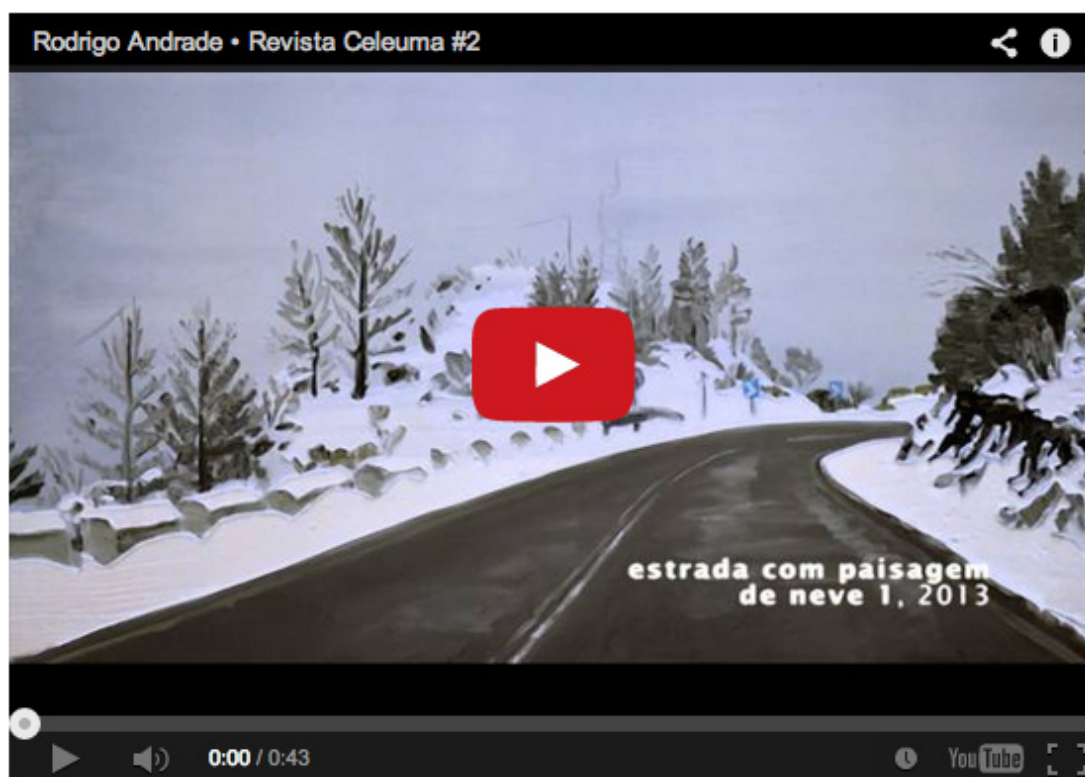 Rodrigo Andrade • Revista Celeuma #2
estrada com paisagem
de neve 1, 2013
0:00 / 0:43
YouTube